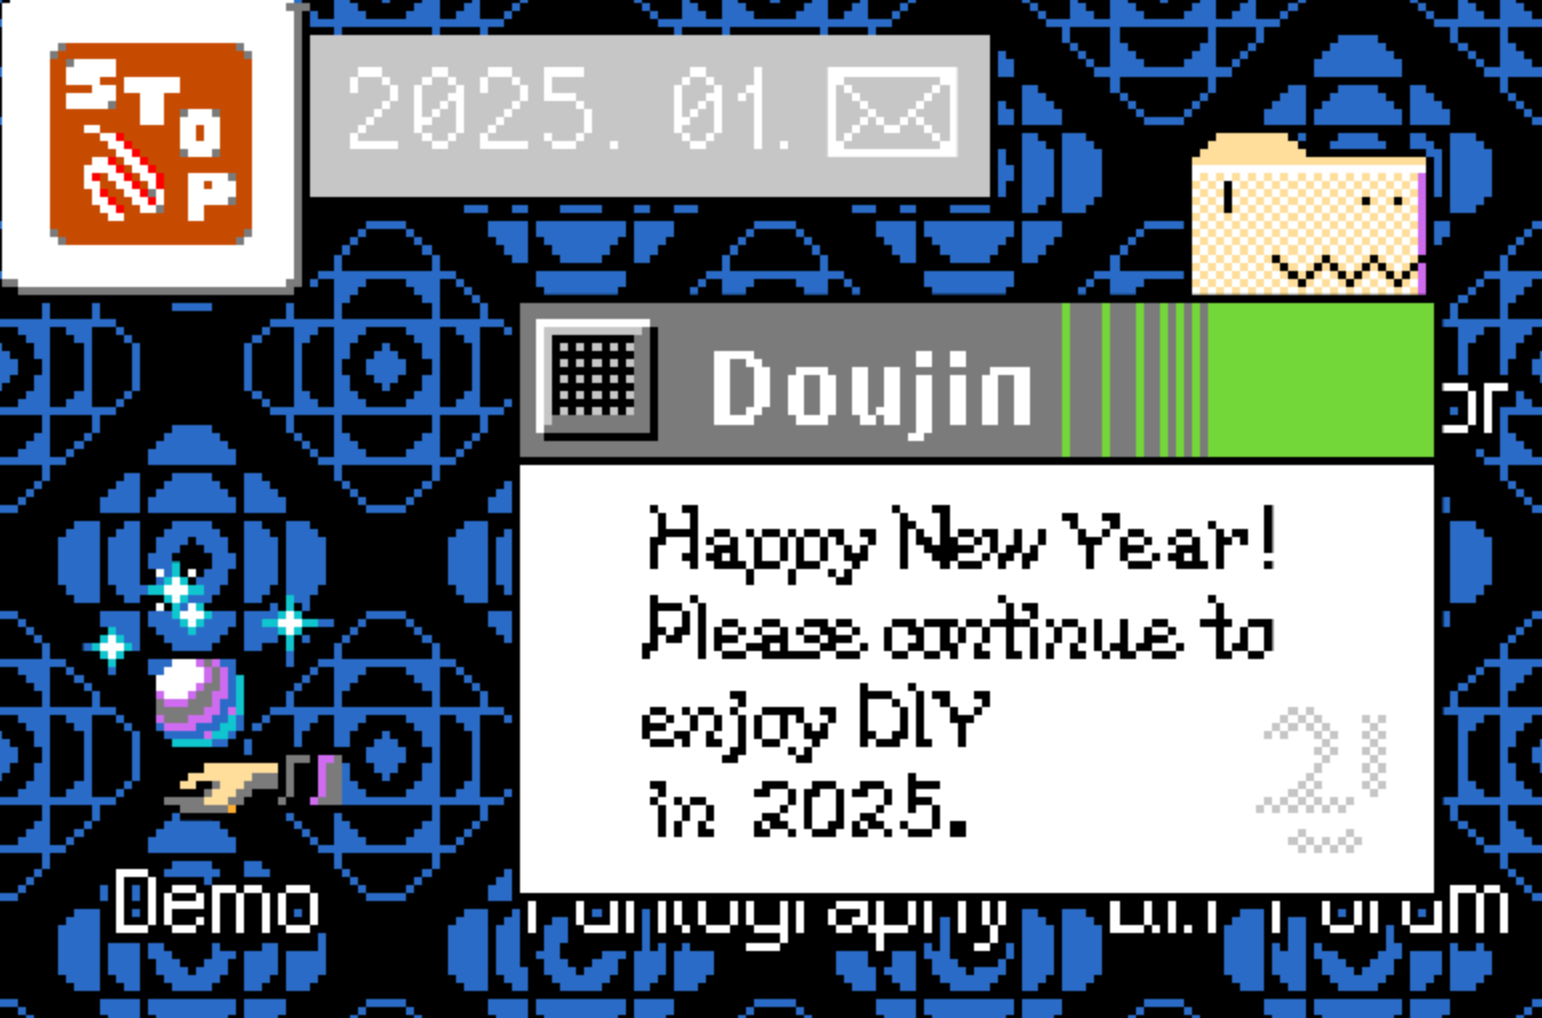 STOP
2025. 01.
Doujin
Happy New Year!
Please continue to
enjoy DIY
in 2025.
Demo